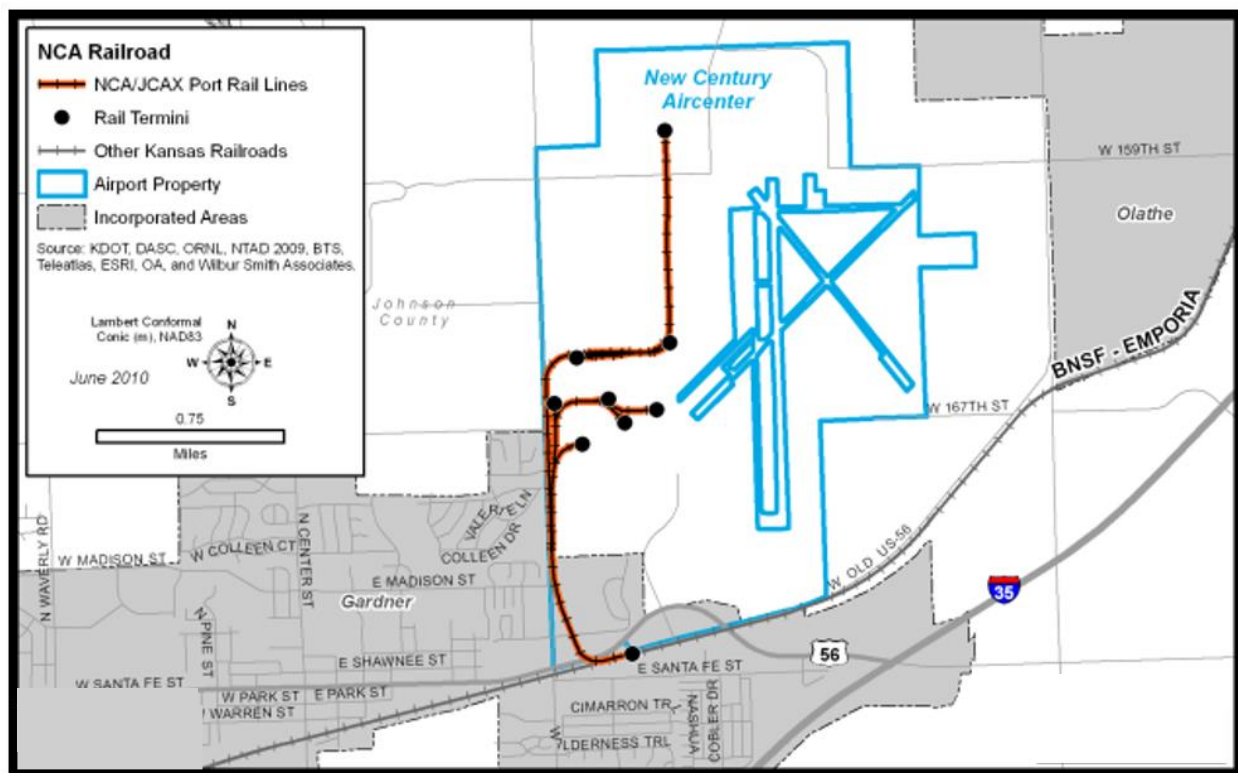 NCA Railroad
NCA/JCAX Port Rail Lines
Rail Termini
Other Kansas Railroads
Airport Property
Incorporated Areas
Source: KDOT, DASC, ORNL, NTAD 2009, BTS,
Teleatlas, ESRI, OA, and Wilbur Smith Associates.
Lambert Conformal
Conic (m), NAD83
June 2010
N
W
E
S
0.75
Miles
New Century
Aircenter
W 159TH ST
Olathe
Johnson
County
BNSF - EMPORIA
W 167TH ST
VALERIE LN
COLLEEN DR
N WAVERLY RD
W MADISON ST
W COLLEEN CT
N CENTER ST
E MADISON ST
Gardner
N PINE ST
W OLD US-56
35
56
E SHAWNEE ST
E SANTA FE ST
W SANTA FE ST
W PARK ST
E PARK ST
WARREN ST
CIMARRON TRL
NASHUA
COBLER DR
TRL